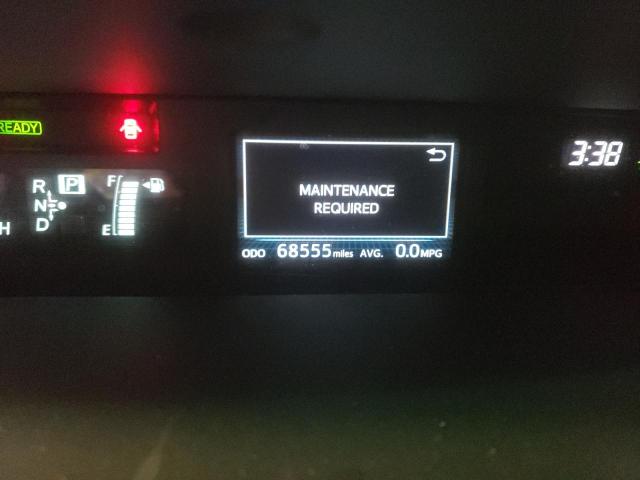 READY
3:38
R P F
N
D
H E
MAINTENANCE
REQUIRED
ODO 68555 miles AVG. 0.0 MPG